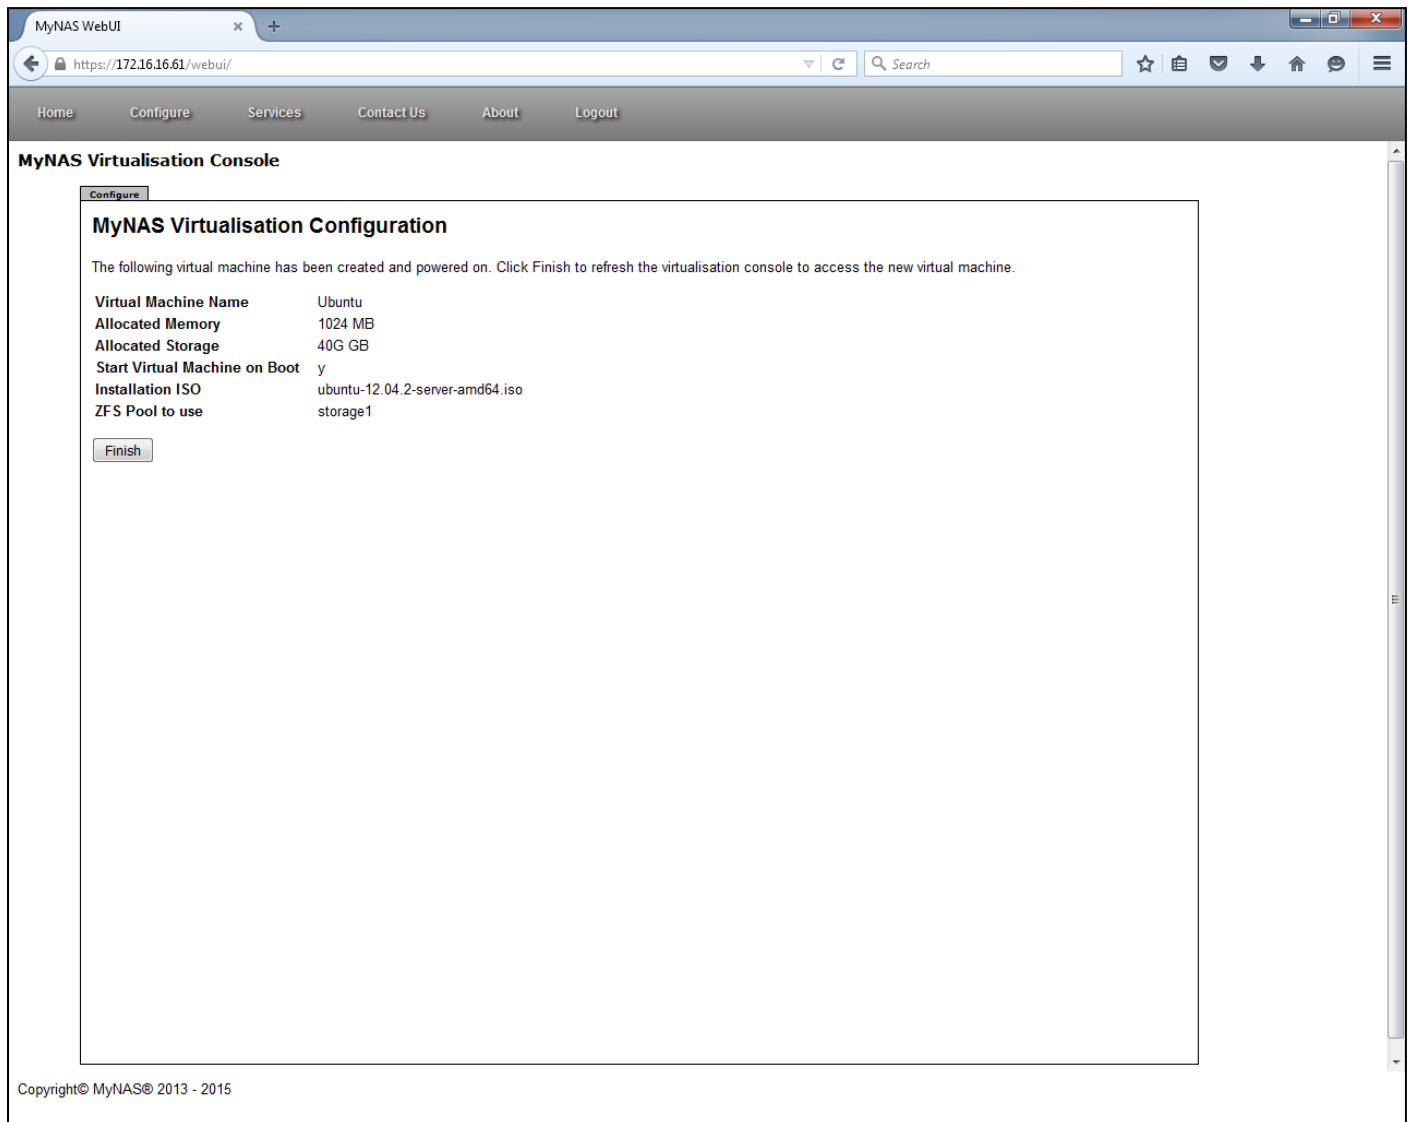 MyNAS WebUI
https://172.16.16.61/webui/
Search
Home Configure Services Contact Us About Logout
MyNAS Virtualisation Console
Configure
MyNAS Virtualisation Configuration
The following virtual machine has been created and powered on. Click Finish to refresh the virtualisation console to access the new virtual machine.
Virtual Machine Name Ubuntu
Allocated Memory 1024 MB
Allocated Storage 40G GB
Start Virtual Machine on Boot y
Installation ISO ubuntu-12.04.2-server-amd64.iso
ZFS Pool to use storage1
Finish
Copyright© MyNAS® 2013 - 2015